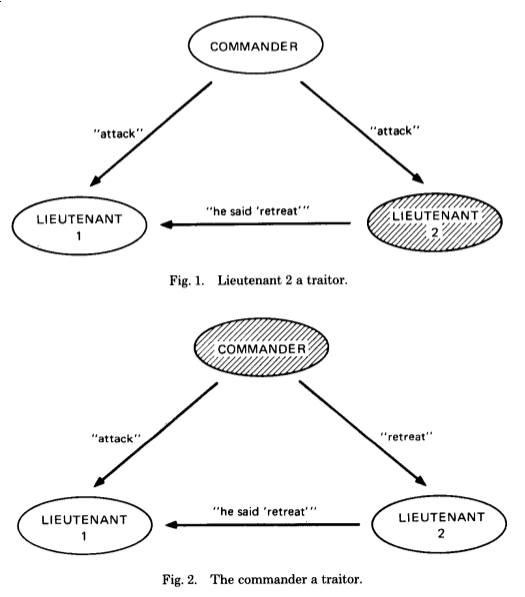 COMMANDER
"attack"
"attack"
LIEUTENANT
1
"he said 'retreat'"
LIEUTENANT
2
Fig. 1. Lieutenant 2 a traitor.
COMMANDER
"attack"
"retreat"
LIEUTENANT
1
"he said 'retreat'"
LIEUTENANT
2
Fig. 2. The commander a traitor.